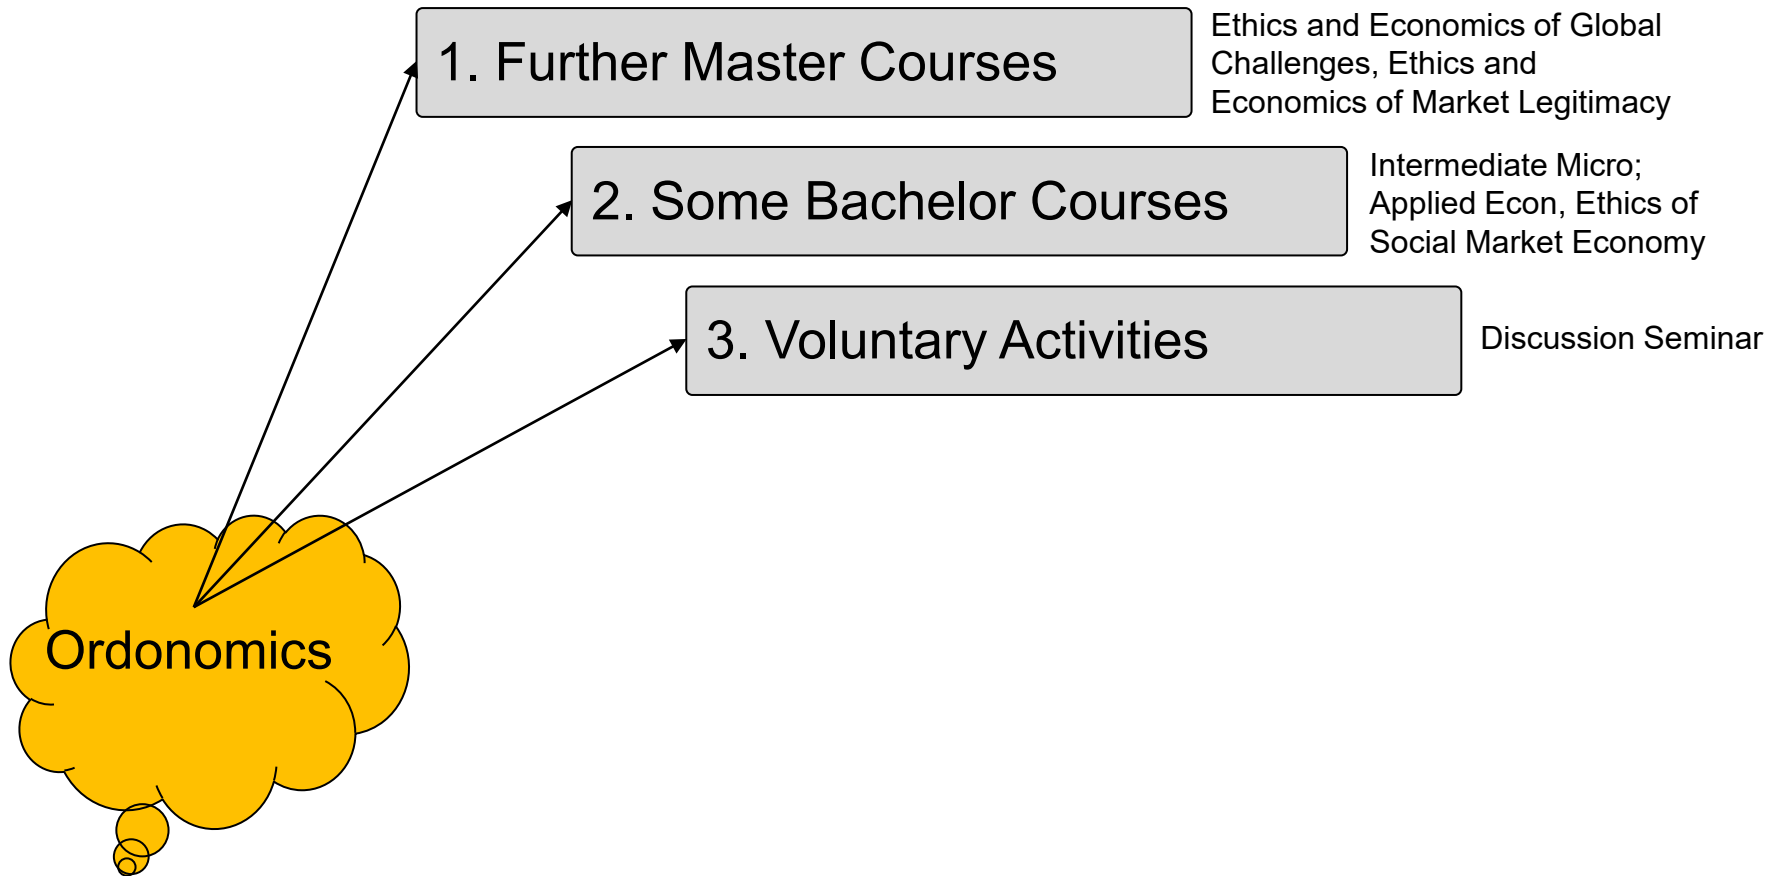 1. Further Master Courses
Ethics and Economics of Global
Challenges, Ethics and
Economics of Market Legitimacy
2. Some Bachelor Courses
Intermediate Micro;
Applied Econ, Ethics of
Social Market Economy
3. Voluntary Activities
Discussion Seminar
Ordonomics